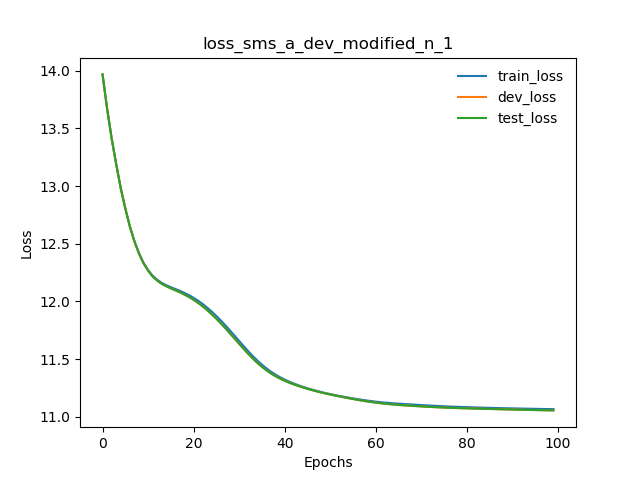 loss_sms_a_dev_modified_n_1
14.0
13.5
13.0
12.5
12.0
11.5
11.0
Loss
train_loss
dev_loss
test_loss
0 20 40 60 80 100
Epochs